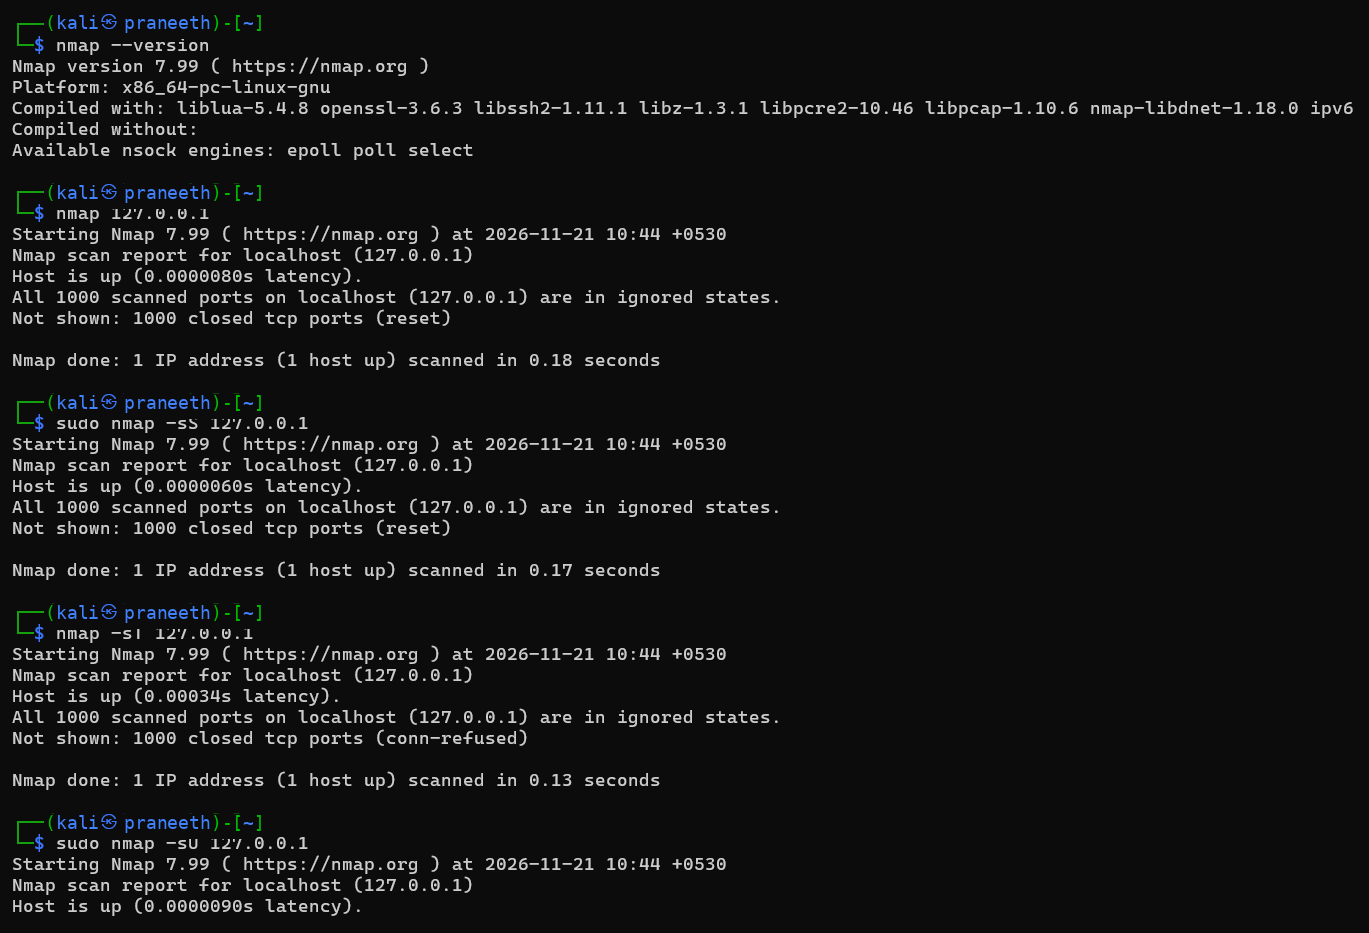 ┌──(kali㉿praneeth)-[~]
└─$ nmap --version
Nmap version 7.99 ( https://nmap.org )
Platform: x86_64-pc-linux-gnu
Compiled with: liblua-5.4.8 openssl-3.6.3 libssh2-1.11.1 libz-1.3.1 libpcre2-10.46 libpcap-1.10.6 nmap-libdnet-1.18.0 ipv6
Compiled without:
Available nsock engines: epoll poll select
┌──(kali㉿praneeth)-[~]
└─$ nmap 127.0.0.1
Starting Nmap 7.99 ( https://nmap.org ) at 2026-11-21 10:44 +0530
Nmap scan report for localhost (127.0.0.1)
Host is up (0.0000080s latency).
All 1000 scanned ports on localhost (127.0.0.1) are in ignored states.
Not shown: 1000 closed tcp ports (reset)
Nmap done: 1 IP address (1 host up) scanned in 0.18 seconds
┌──(kali㉿praneeth)-[~]
└─$ sudo nmap -sS 127.0.0.1
Starting Nmap 7.99 ( https://nmap.org ) at 2026-11-21 10:44 +0530
Nmap scan report for localhost (127.0.0.1)
Host is up (0.0000060s latency).
All 1000 scanned ports on localhost (127.0.0.1) are in ignored states.
Not shown: 1000 closed tcp ports (reset)
Nmap done: 1 IP address (1 host up) scanned in 0.17 seconds
┌──(kali㉿praneeth)-[~]
└─$ nmap -sT 127.0.0.1
Starting Nmap 7.99 ( https://nmap.org ) at 2026-11-21 10:44 +0530
Nmap scan report for localhost (127.0.0.1)
Host is up (0.00034s latency).
All 1000 scanned ports on localhost (127.0.0.1) are in ignored states.
Not shown: 1000 closed tcp ports (conn-refused)
Nmap done: 1 IP address (1 host up) scanned in 0.13 seconds
┌──(kali㉿praneeth)-[~]
└─$ sudo nmap -sU 127.0.0.1
Starting Nmap 7.99 ( https://nmap.org ) at 2026-11-21 10:44 +0530
Nmap scan report for localhost (127.0.0.1)
Host is up (0.0000090s latency).